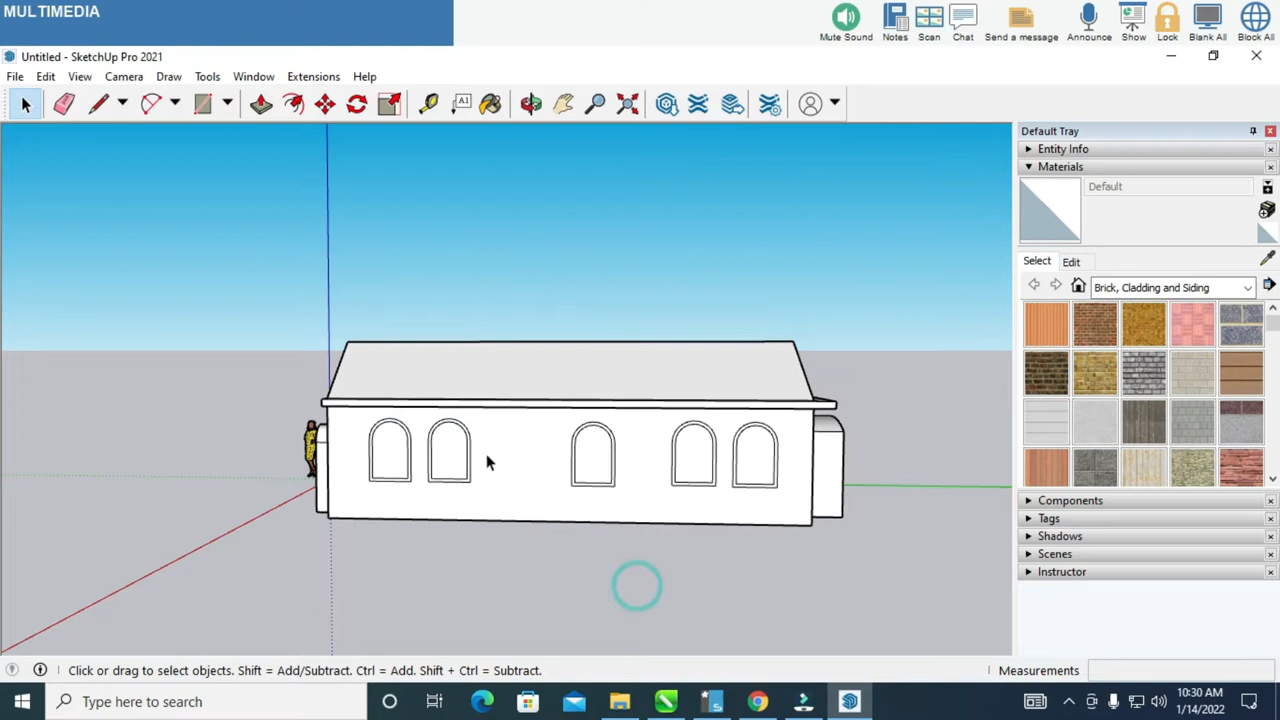 MULTIMEDIA
Mute Sound Notes Scan Chat Send a message Announce Show Lock Blank All Block All
Untitled - SketchUp Pro 2021
File Edit View Camera Draw Tools Window Extensions Help
A1
Default Tray
Entity Info
Materials
Default
Select Edit
Brick, Cladding and Siding
Components
Tags
Shadows
Scenes
Instructor
Click or drag to select objects. Shift = Add/Subtract. Ctrl = Add. Shift + Ctrl = Subtract.
Measurements
Type here to search
10:30 AM
1/14/2022